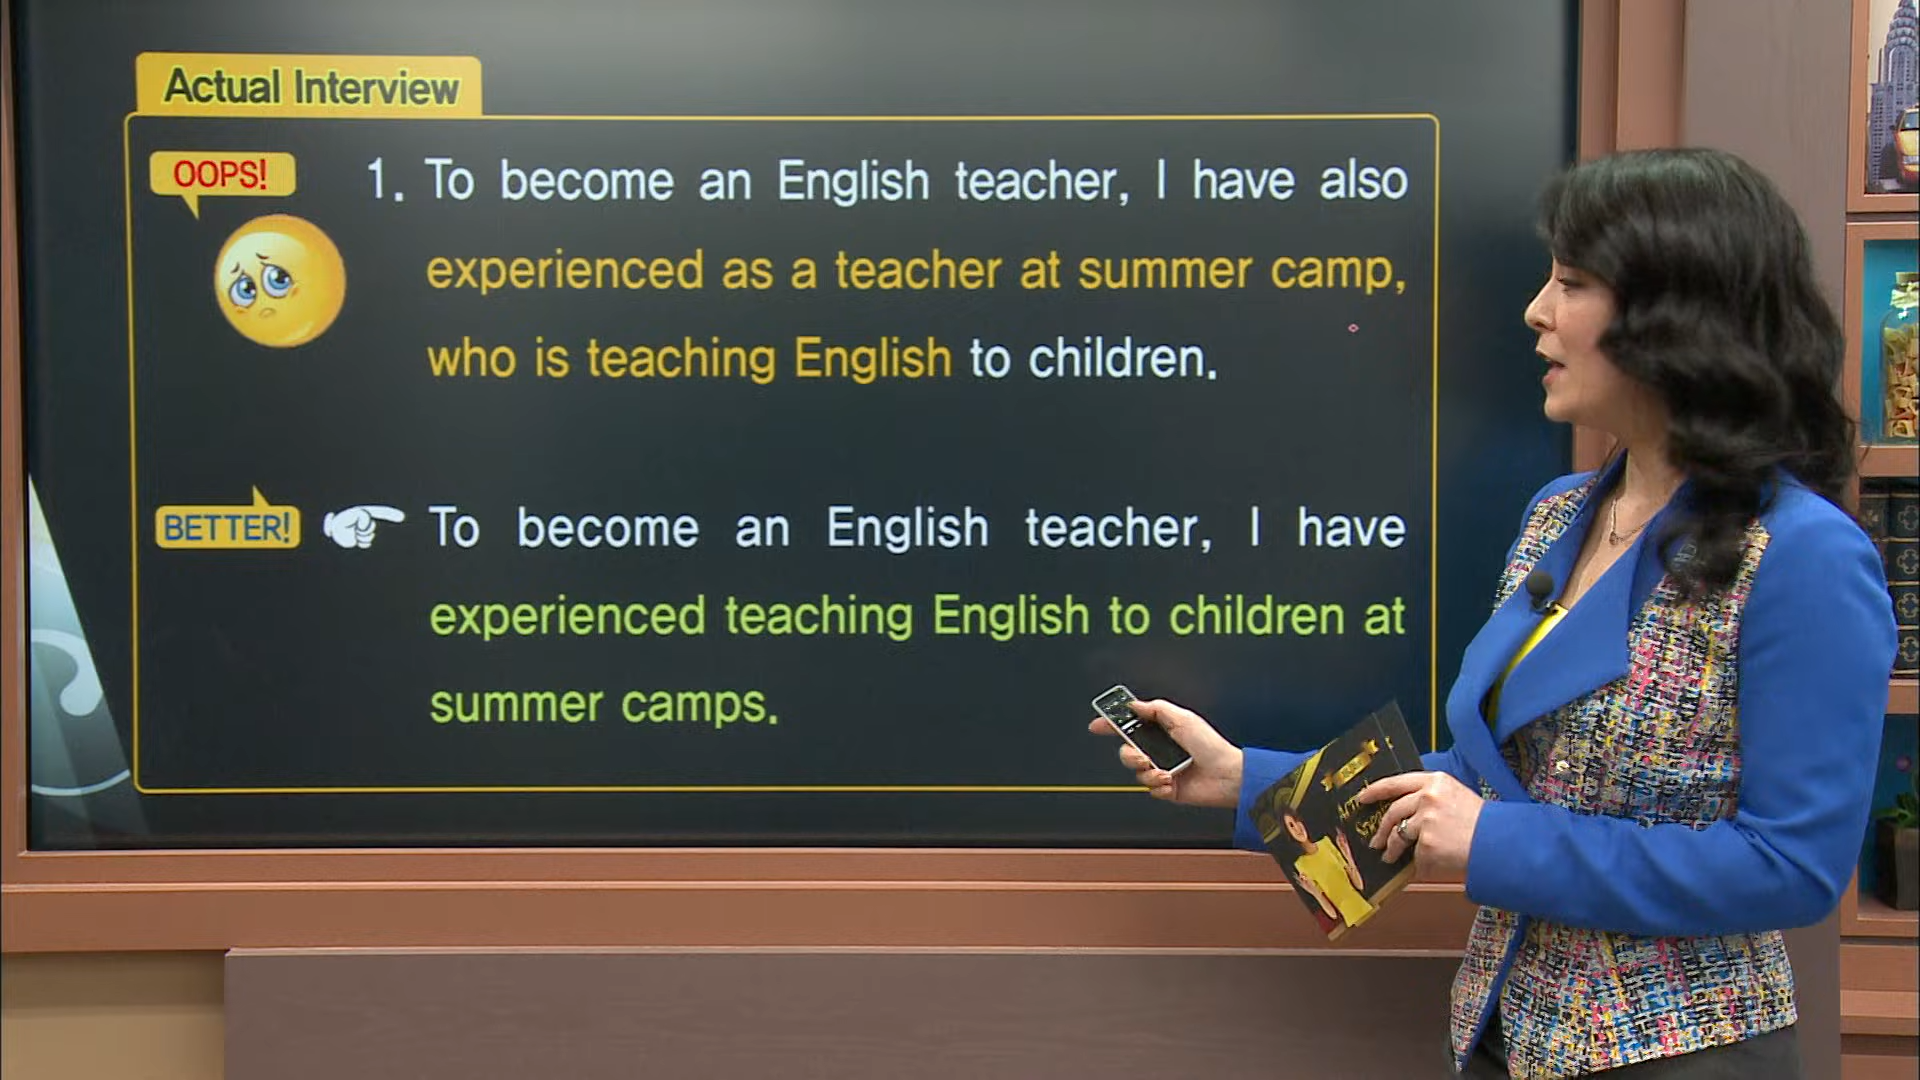 Actual Interview
OOPS!
1. To become an English teacher, I have also
experienced as a teacher at summer camp,
who is teaching English to children.
BETTER!
To become an English teacher, I have
experienced teaching English to children at
summer camps.